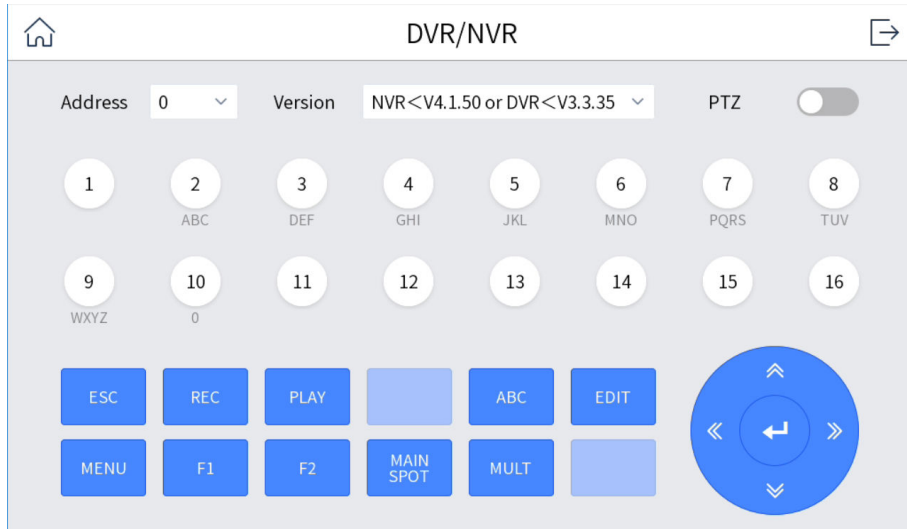 DVR/NVR
Address 0 Version NVR<V4.1.50 or DVR<V3.3.35 PTZ
1 2 3 4 5 6 7 8
ABC DEF GHI JKL MNO PQRS TUV
9 10 11 12 13 14 15 16
WXYZ 0
ESC REC PLAY ABC EDIT
MENU F1 F2 MAIN SPOT MULT